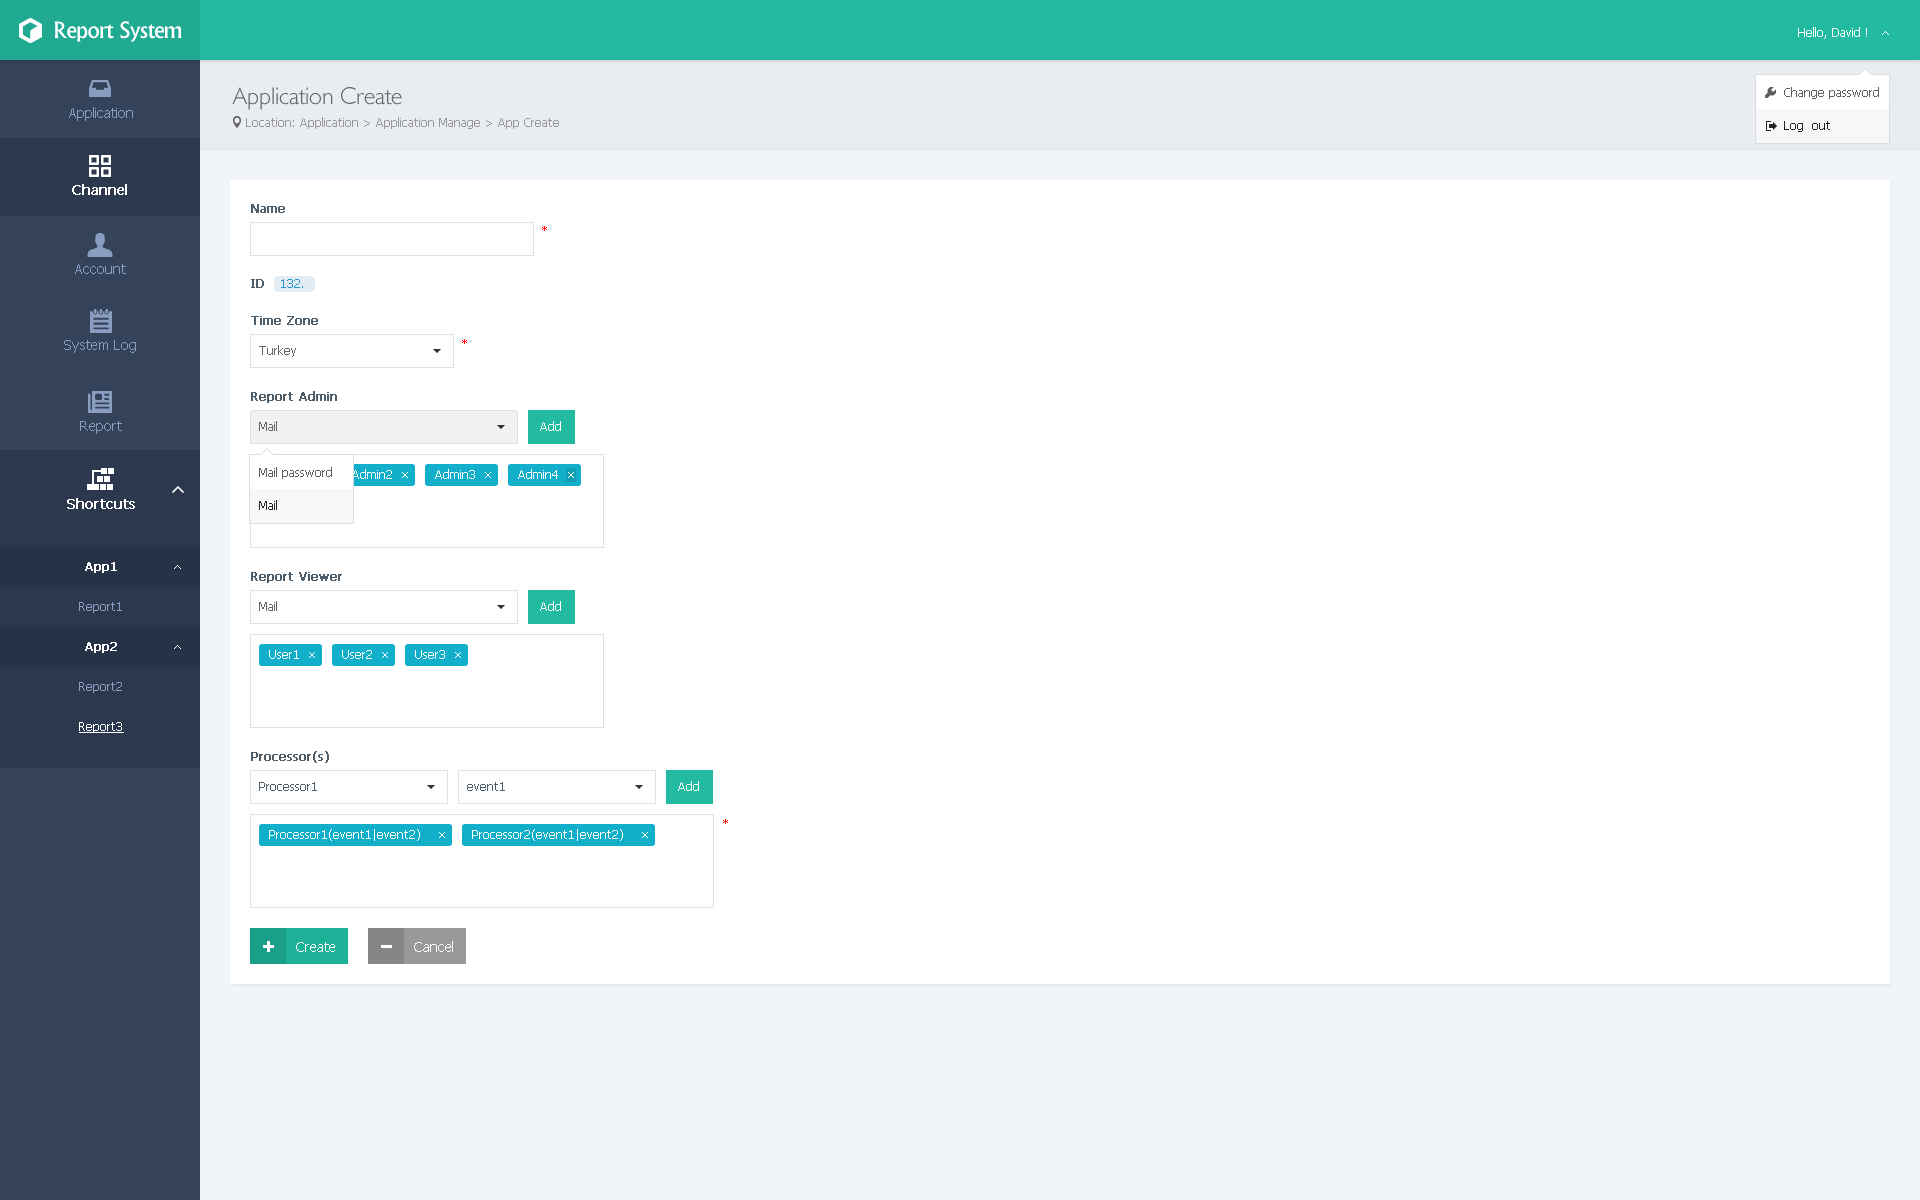 Report System
Hello, David !
Change password
Log out
Application
Channel
Account
System Log
Report
Shortcuts
App1
Report1
App2
Report2
Report3
Application Create
Location: Application > Application Manage > App Create
Name
*
ID 132.
Time Zone
Turkey *
Report Admin
Mail Add
Mail password
Mail
Admin2 × Admin3 × Admin4 ×
Report Viewer
Mail Add
User1 × User2 × User3 ×
Processor(s)
Processor1 event1 Add
Processor1(event1|event2) × Processor2(event1|event2) × *
Create Cancel